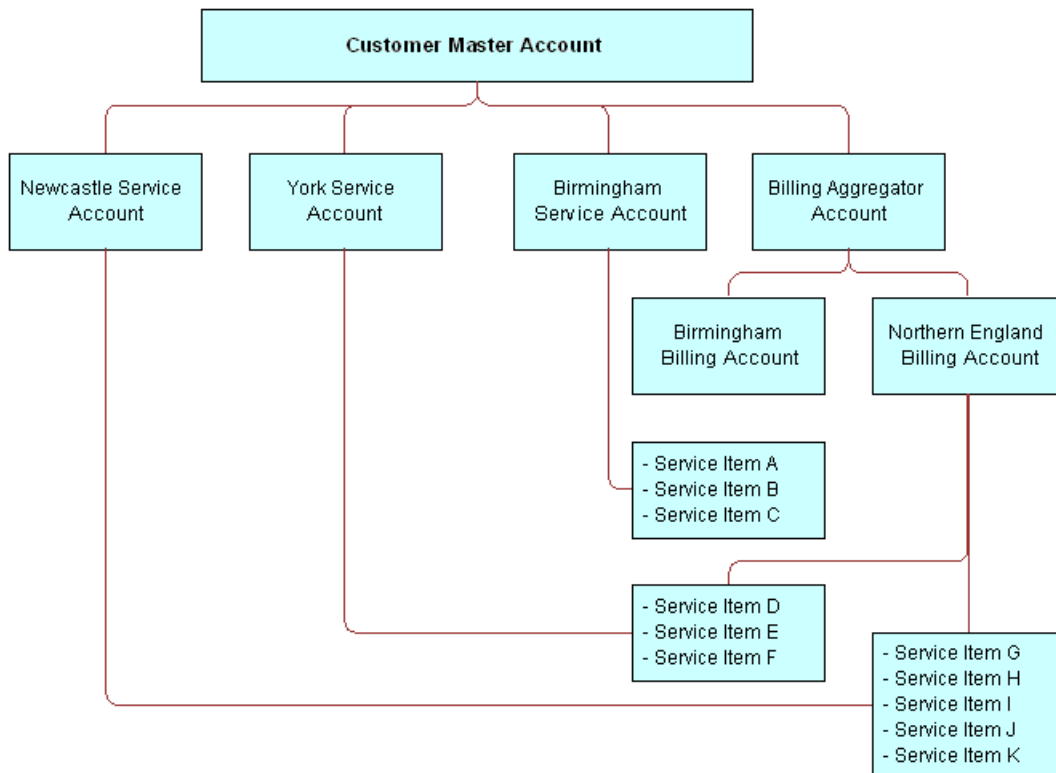 Customer Master Account
Newcastle Service
Account
York Service
Account
Birmingham
Service Account
Billing Aggregator
Account
Birmingham
Billing Account
Northern England
Billing Account
- Service Item A
- Service Item B
- Service Item C
- Service Item D
- Service Item E
- Service Item F
- Service Item G
- Service Item H
- Service Item I
- Service Item J
- Service Item K